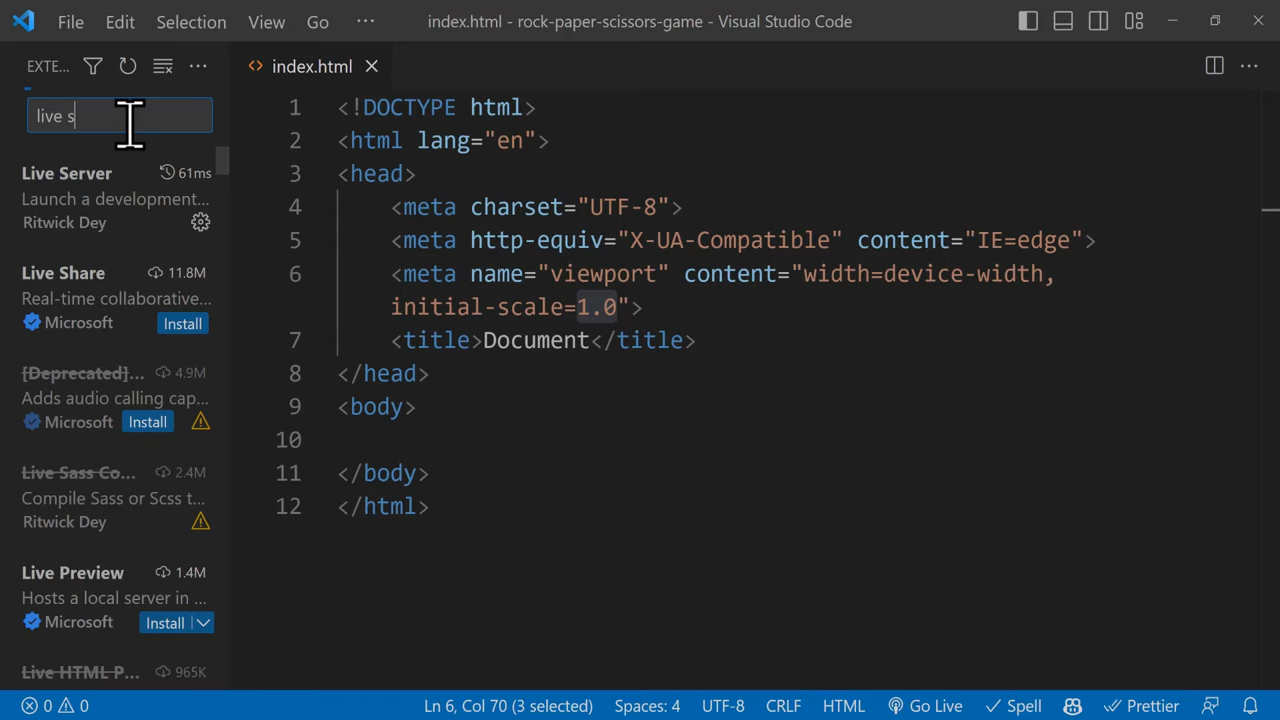 File Edit Selection View Go ··· index.html - rock-paper-scissors-game - Visual Studio Code
EXTE... ···
index.html
live s
Live Server 61ms
Launch a development...
Ritwick Dey
Live Share 11.8M
Real-time collaborative...
Microsoft Install
[Deprecated]... 4.9M
Adds audio calling cap...
Microsoft Install
Live Sass Co... 2.4M
Compile Sass or Scss t...
Ritwick Dey
Live Preview 1.4M
Hosts a local server in ...
Microsoft Install
Live HTML P... 965K
1 <!DOCTYPE html>
2 <html lang="en">
3 <head>
4 <meta charset="UTF-8">
5 <meta http-equiv="X-UA-Compatible" content="IE=edge">
6 <meta name="viewport" content="width=device-width,
initial-scale=1.0">
7 <title>Document</title>
8 </head>
9 <body>
10
11 </body>
12 </html>
0 0 Ln 6, Col 70 (3 selected) Spaces: 4 UTF-8 CRLF HTML Go Live Spell Prettier